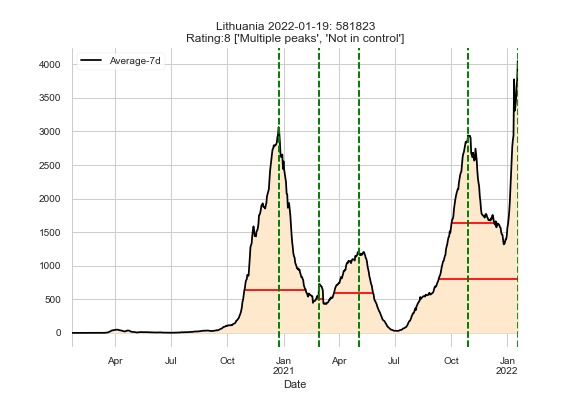 Lithuania 2022-01-19: 581823
Rating:8 ['Multiple peaks', 'Not in control']
Average-7d
4000
3500
3000
2500
2000
1500
1000
500
0
Apr Jul Oct Jan Apr Jul Oct Jan
2021 2022
Date